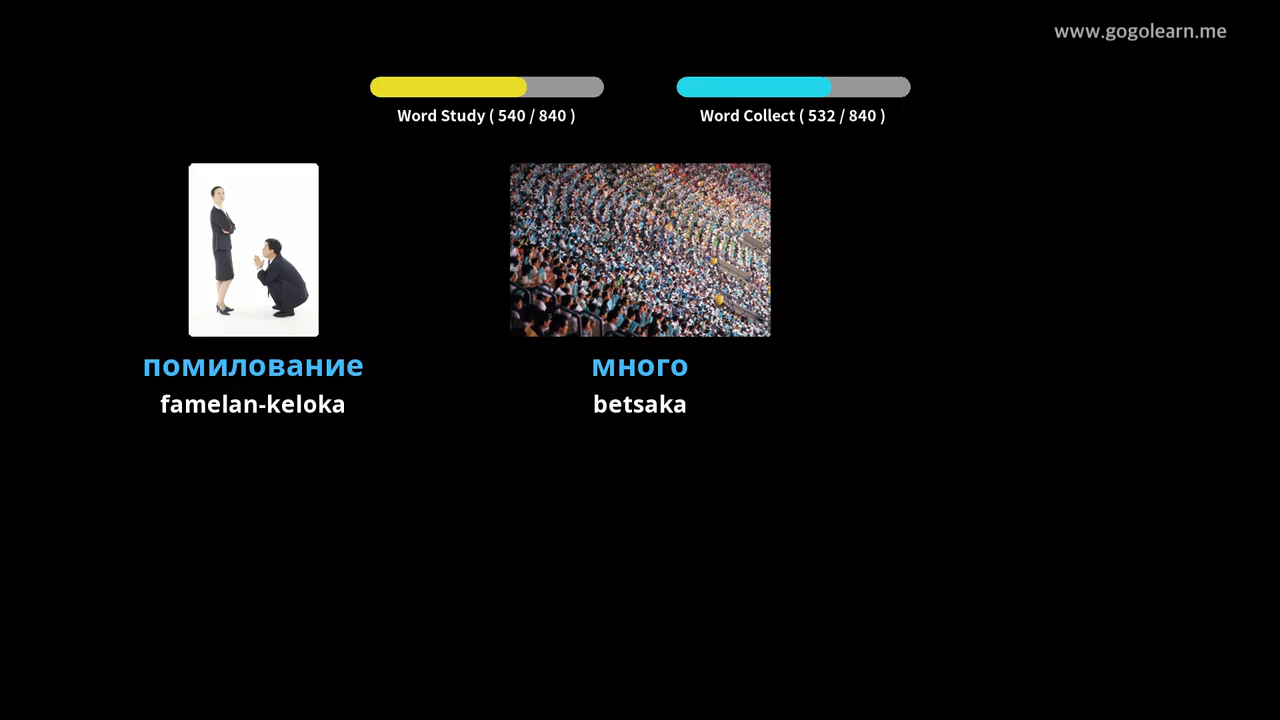 www.gogolearn.me
Word Study ( 540 / 840 )
Word Collect ( 532 / 840 )
помилование
famelan-keloka
много
betsaka